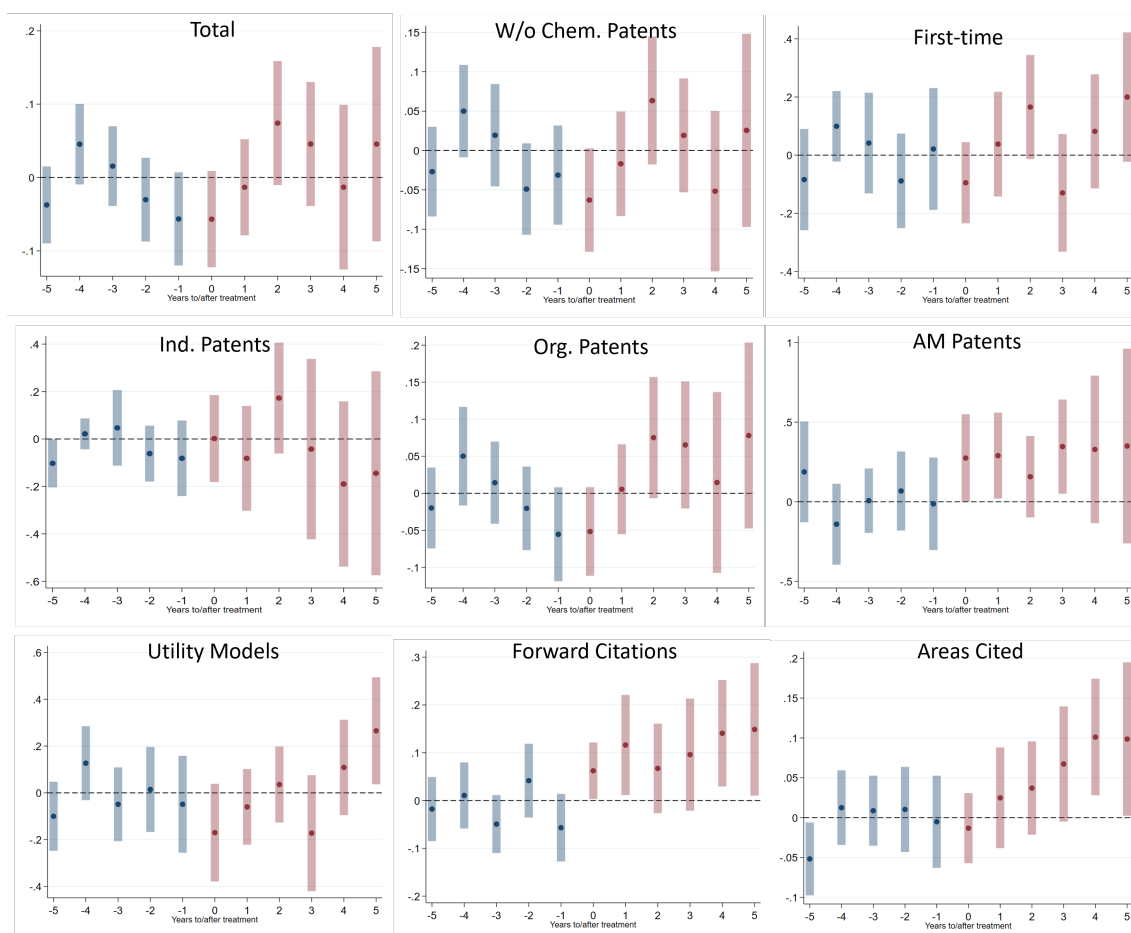 Total
.2
.1
0
-.1
-5 -4 -3 -2 -1 0 1 2 3 4 5
Years to/after treatment
W/o Chem. Patents
.15
.1
.05
0
-.05
-.1
-.15
-5 -4 -3 -2 -1 0 1 2 3 4 5
Years to/after treatment
First-time
.4
.2
0
-.2
-.4
-5 -4 -3 -2 -1 0 1 2 3 4 5
Years to/after treatment
Ind. Patents
.4
.2
0
-.2
-.4
-.6
-5 -4 -3 -2 -1 0 1 2 3 4 5
Years to/after treatment
Org. Patents
.2
.15
.1
.05
0
-.05
-.1
-5 -4 -3 -2 -1 0 1 2 3 4 5
Years to/after treatment
AM Patents
1
.5
0
-.5
-5 -4 -3 -2 -1 0 1 2 3 4 5
Years to/after treatment
Utility Models
.6
.4
.2
0
-.2
-.4
-5 -4 -3 -2 -1 0 1 2 3 4 5
Years to/after treatment
Forward Citations
.3
.2
.1
0
-.1
-.2
-5 -4 -3 -2 -1 0 1 2 3 4 5
Years to/after treatment
Areas Cited
.2
.15
.1
.05
0
-.05
-.1
-5 -4 -3 -2 -1 0 1 2 3 4 5
Years to/after treatment